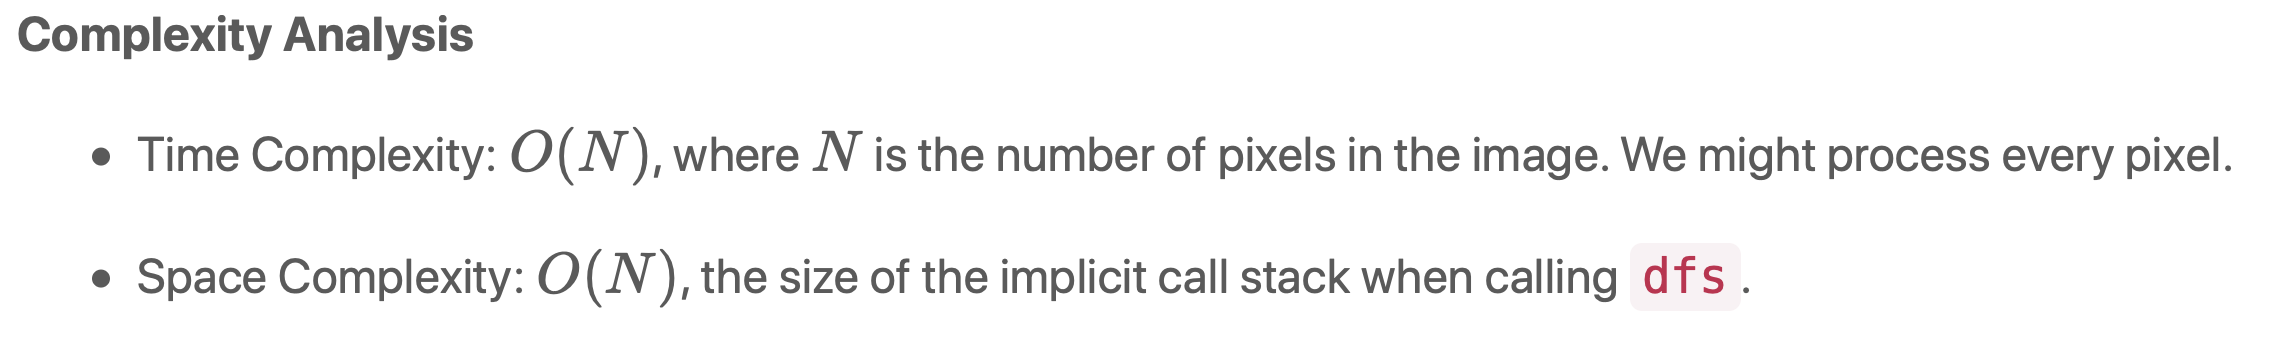 Complexity Analysis
• Time Complexity: O(N), where N is the number of pixels in the image. We might process every pixel.
• Space Complexity: O(N), the size of the implicit call stack when calling dfs.